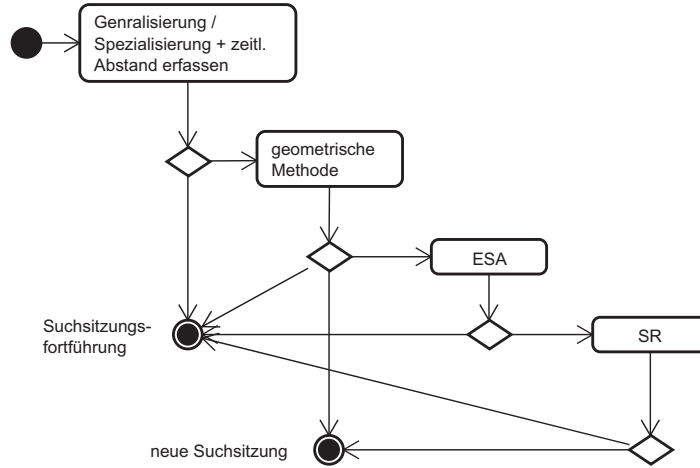 Genralisierung /
Spezialisierung + zeitl.
Abstand erfassen
geometrische
Methode
ESA
SR
Suchsitzungs-
fortführung
neue Suchsitzung